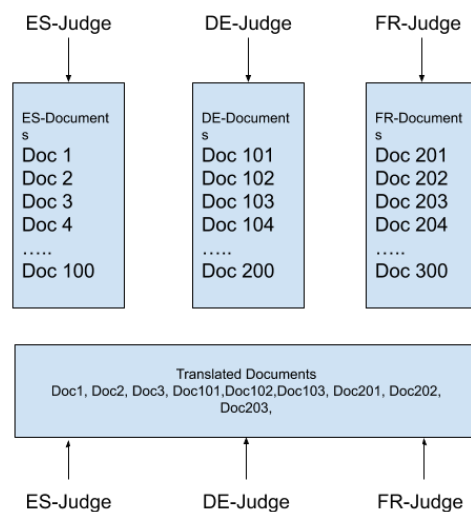 ES-Judge
DE-Judge
FR-Judge
ES-Document
s
Doc 1
Doc 2
Doc 3
Doc 4
…..
Doc 100
DE-Document
s
Doc 101
Doc 102
Doc 103
Doc 104
…..
Doc 200
FR-Document
s
Doc 201
Doc 202
Doc 203
Doc 204
…..
Doc 300
Translated Documents
Doc1, Doc2, Doc3, Doc101,Doc102,Doc103, Doc201, Doc202,
Doc203,
ES-Judge
DE-Judge
FR-Judge